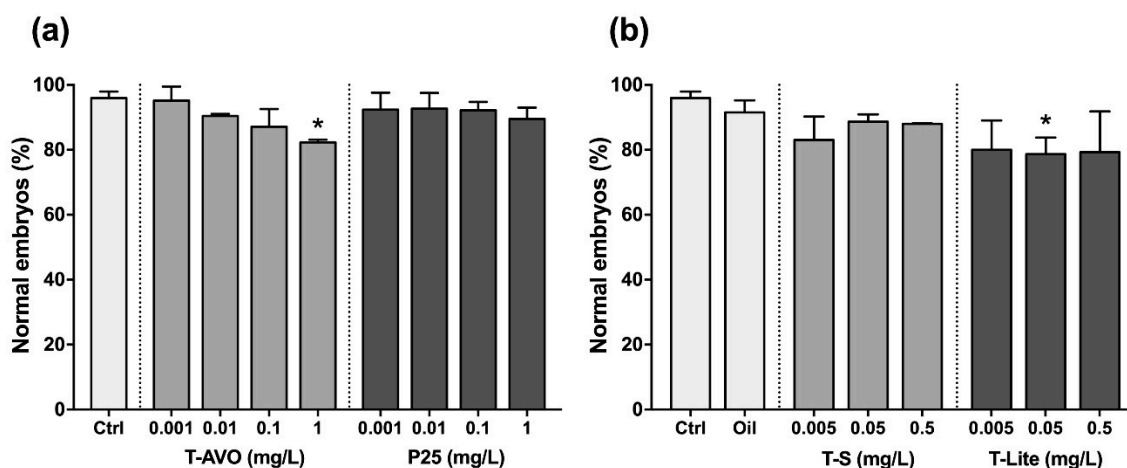 (a)
Normal embryos (%)
100
80
60
40
20
0
*
Ctrl 0.001 0.01 0.1 1 0.001 0.01 0.1 1
T-AVO (mg/L) P25 (mg/L)
(b)
Normal embryos (%)
100
80
60
40
20
0
*
Ctrl Oil 0.005 0.05 0.5 0.005 0.05 0.5
T-S (mg/L) T-Lite (mg/L)